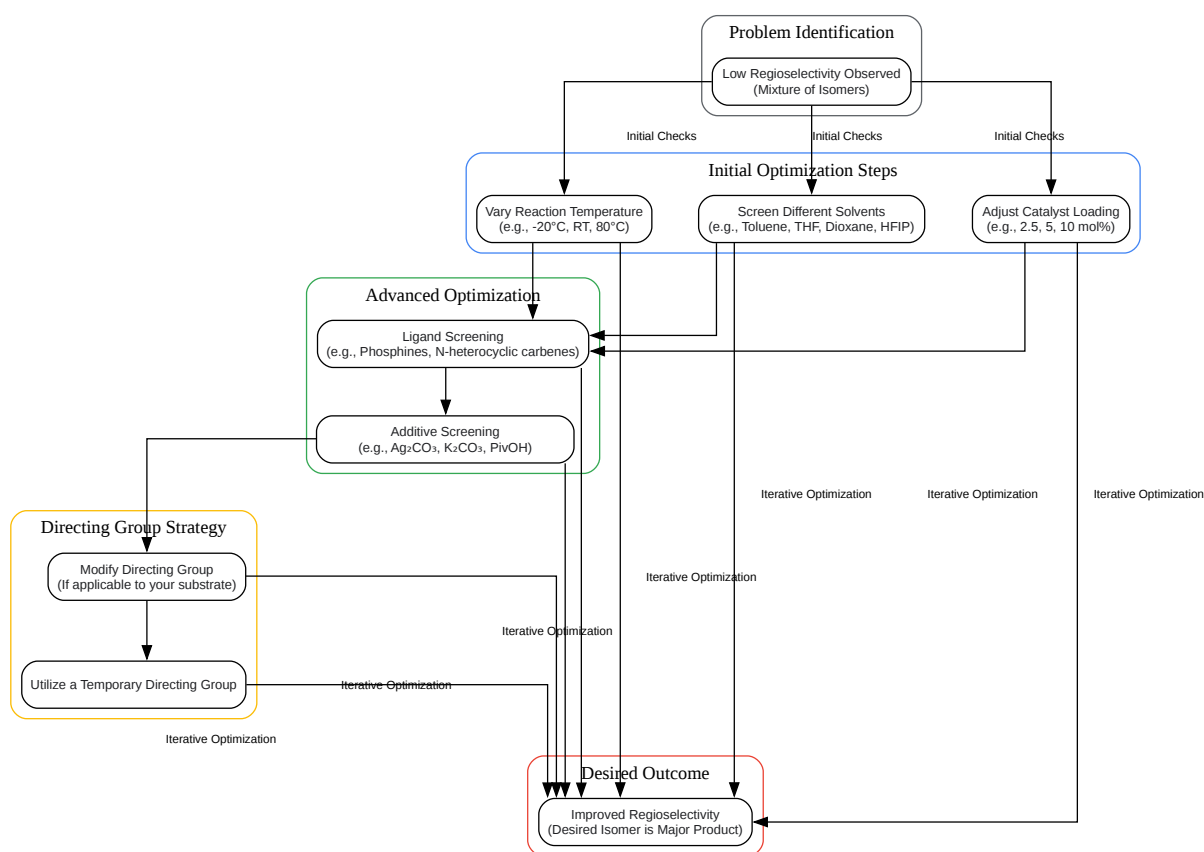 Problem Identification
Low Regioselectivity Observed
(Mixture of Isomers)
Initial Checks
Initial Checks
Initial Checks
Initial Optimization Steps
Vary Reaction Temperature
(e.g., -20°C, RT, 80°C)
Screen Different Solvents
(e.g., Toluene, THF, Dioxane, HFIP)
Adjust Catalyst Loading
(e.g., 2.5, 5, 10 mol%)
Advanced Optimization
Ligand Screening
(e.g., Phosphines, N-heterocyclic carbenes)
Additive Screening
(e.g., Ag₂CO₃, K₂CO₃, PivOH)
Iterative Optimization
Iterative Optimization
Iterative Optimization
Directing Group Strategy
Modify Directing Group
(If applicable to your substrate)
Iterative Optimization
Iterative Optimization
Utilize a Temporary Directing Group
Iterative Optimization
Iterative Optimization
Desired Outcome
Improved Regioselectivity
(Desired Isomer is Major Product)